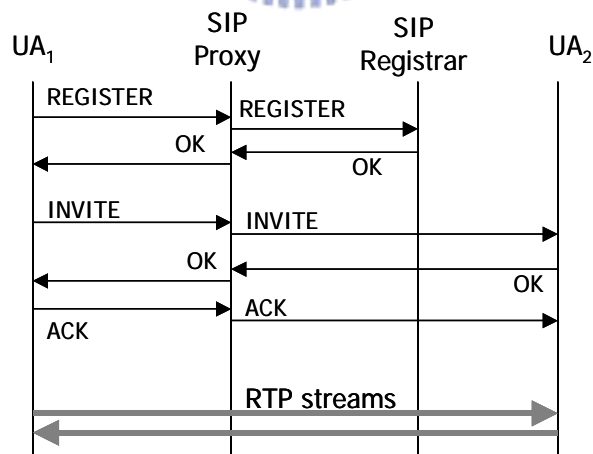 UA1
SIP
Proxy
SIP
Registrar
UA2
REGISTER
REGISTER
OK
OK
INVITE
INVITE
OK
OK
ACK
ACK
RTP streams